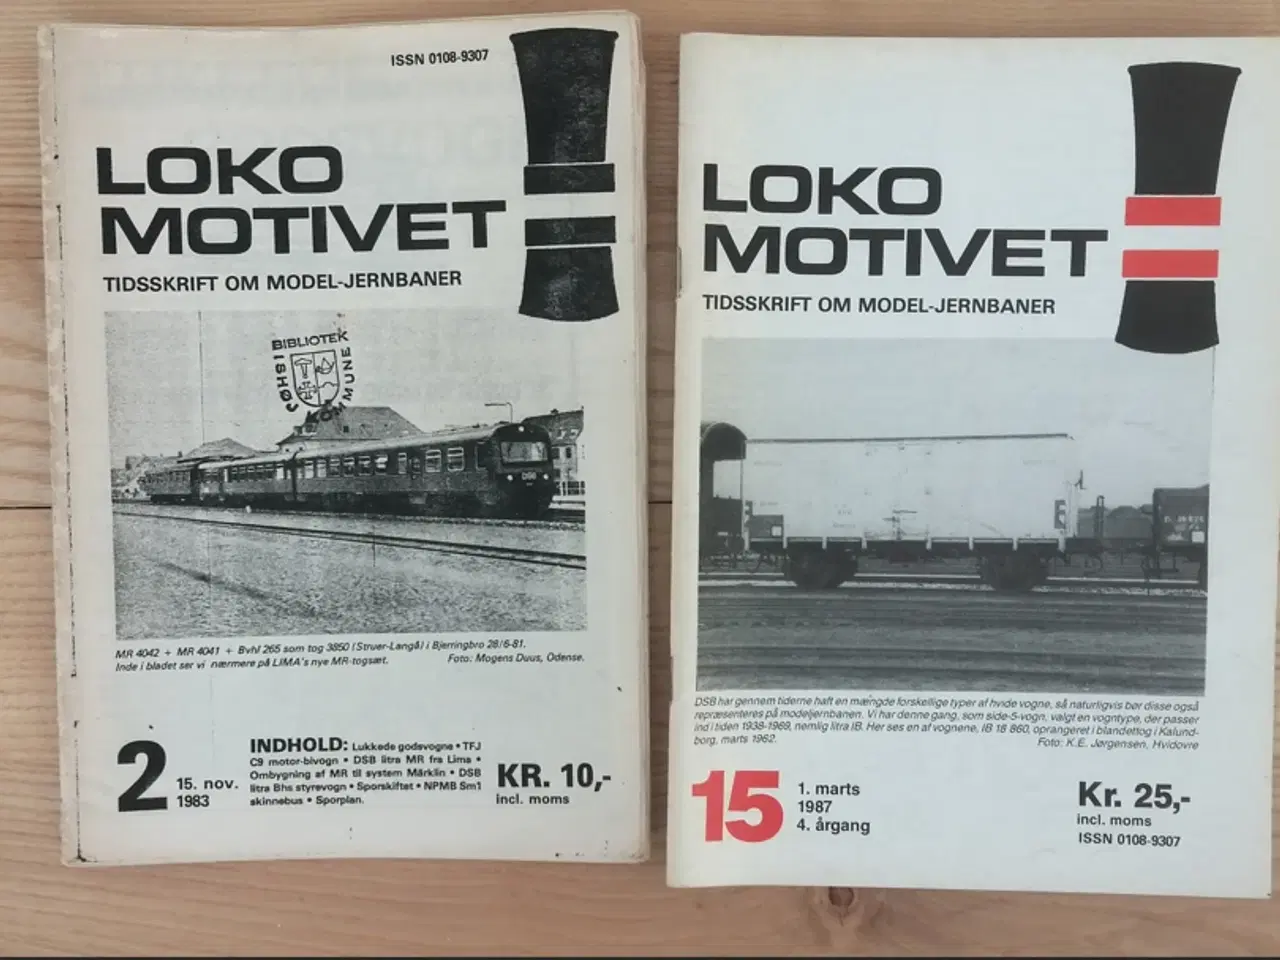 ISSN 0108-9307
LOKO
MOTIVET
TIDSSKRIFT OM MODEL-JERNBANER
BIBLIOTEK
KOMMUNE
DSB
MR 4042 + MR 4041 + Bvhl 265 som tog 3850 (Struer-Langå) i Bjerringbro 28/6-81.
Inde i bladet ser vi nærmere på LIMA's nye MR-togsæt.
Foto: Mogens Duus, Odense.
2
15. nov.
1983
INDHOLD: Lukkede godsvogne • TFJ
C9 motor-bivogn • DSB litra MR fra Lima •
Ombygning af MR til system Märklin • DSB
litra Bhs styrevogn • Sporskiftet • NPMB Sm1
skinnebus • Sporplan.
KR. 10,-
incl. moms
LOKO
MOTIVET
TIDSSKRIFT OM MODEL-JERNBANER
DSB har gennem tiderne haft en mængde forskellige typer af hvide vogne, så naturligvis bør disse også
repræsenteres på modeljernbanen. Vi har denne gang, som side-5-vogn, valgt en vogntype, der passer
ind i tiden 1938-1969, nemlig litra IB. Her ses en af vognene, IB 18 860, oprangeret i blandettog i Kalund-
borg, marts 1962.
Foto: K.E. Jørgensen, Hvidovre
15
1. marts
1987
4. årgang
Kr. 25,-
incl. moms
ISSN 0108-9307